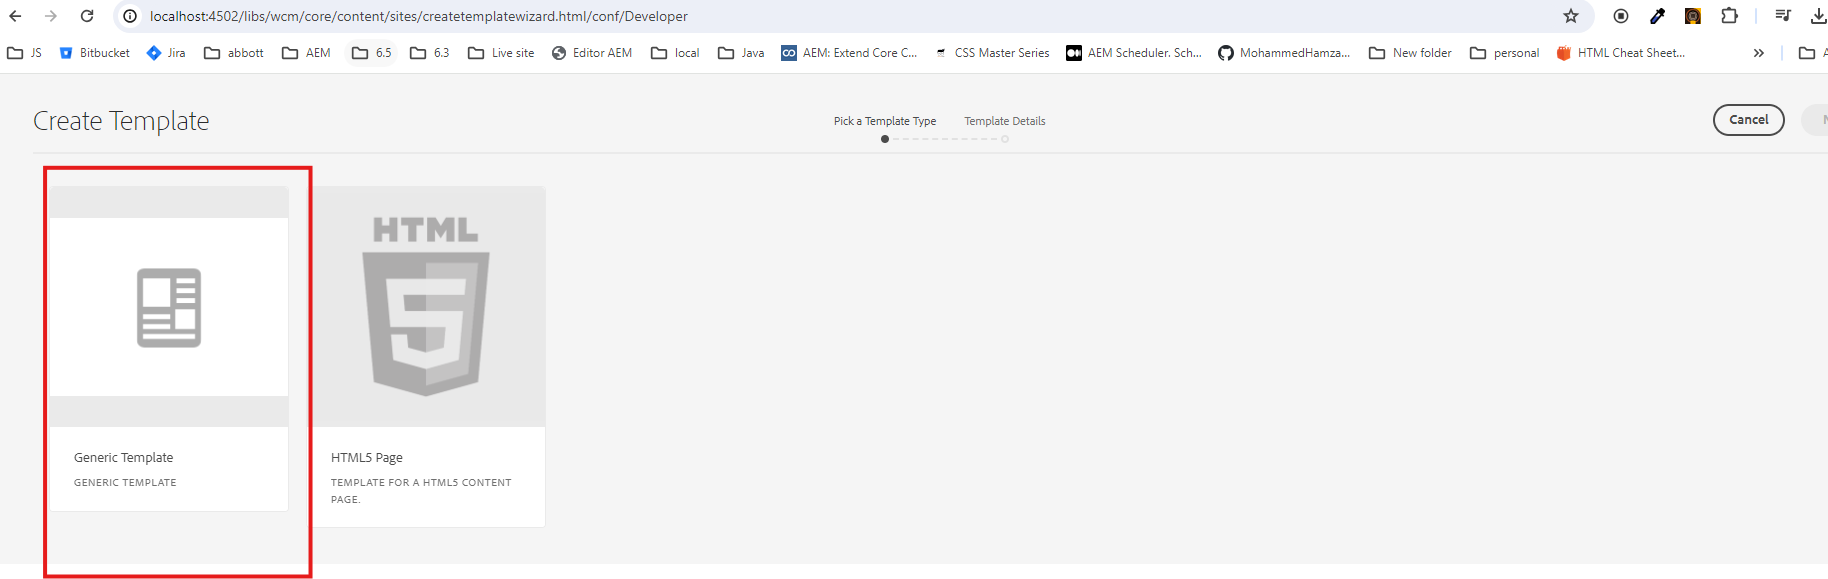 localhost:4502/libs/wcm/core/content/sites/createtemplatewizard.html/conf/Developer
JS Bitbucket Jira abbott AEM 6.5 6.3 Live site Editor AEM local Java AEM: Extend Core C... CSS Master Series AEM Scheduler. Sch... MohammedHamza... New folder personal HTML Cheat Sheet... »
Create Template
Pick a Template Type Template Details
Cancel
HTML
5
Generic Template
GENERIC TEMPLATE
HTML5 Page
TEMPLATE FOR A HTML5 CONTENT
PAGE.